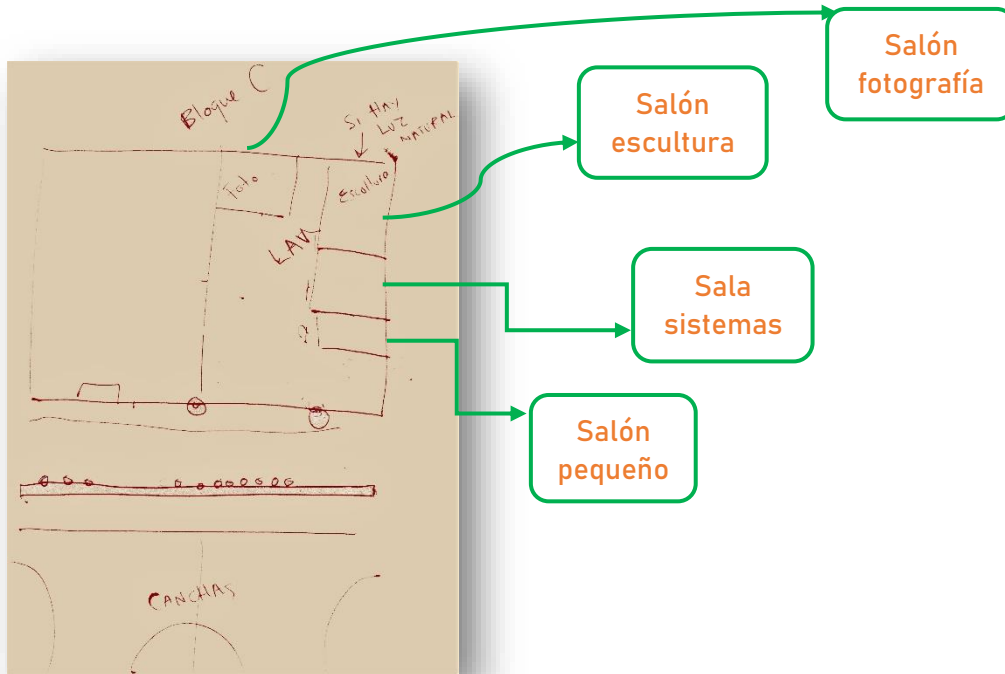 Salón
fotografía
Bloque C
Si HAY
LUZ
NATURAL
Salón
escultura
Foto
Escultura
LAV
Sala
sistemas
Salón
pequeño
CANCHAS